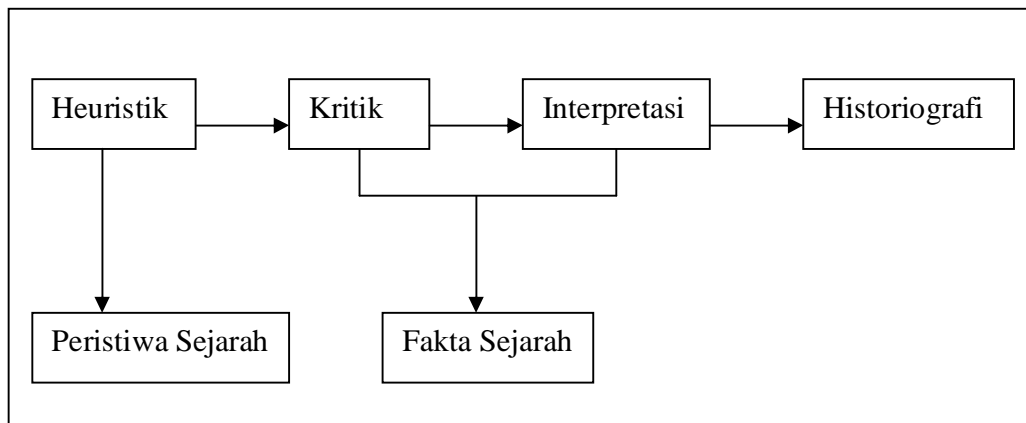 Heuristik
Kritik
Interpretasi
Historiografi
Peristiwa Sejarah
Fakta Sejarah